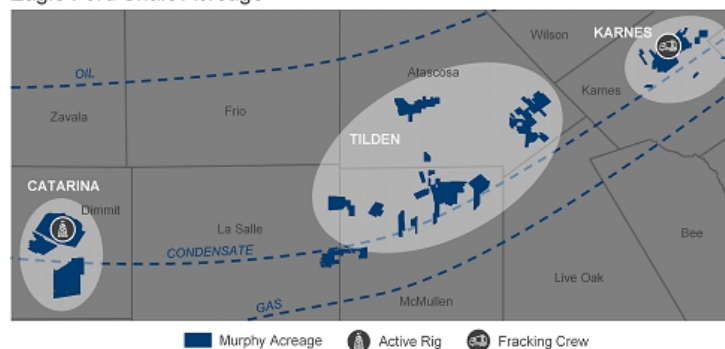 KARNES
Wilson
OIL
Atascosa
Zavala
Frio
Karnes
TILDEN
CATARINA
Dimmit
La Salle
CONDENSATE
Bee
GAS
McMullen
Live Oak
Murphy Acreage
Active Rig
Fracking Crew